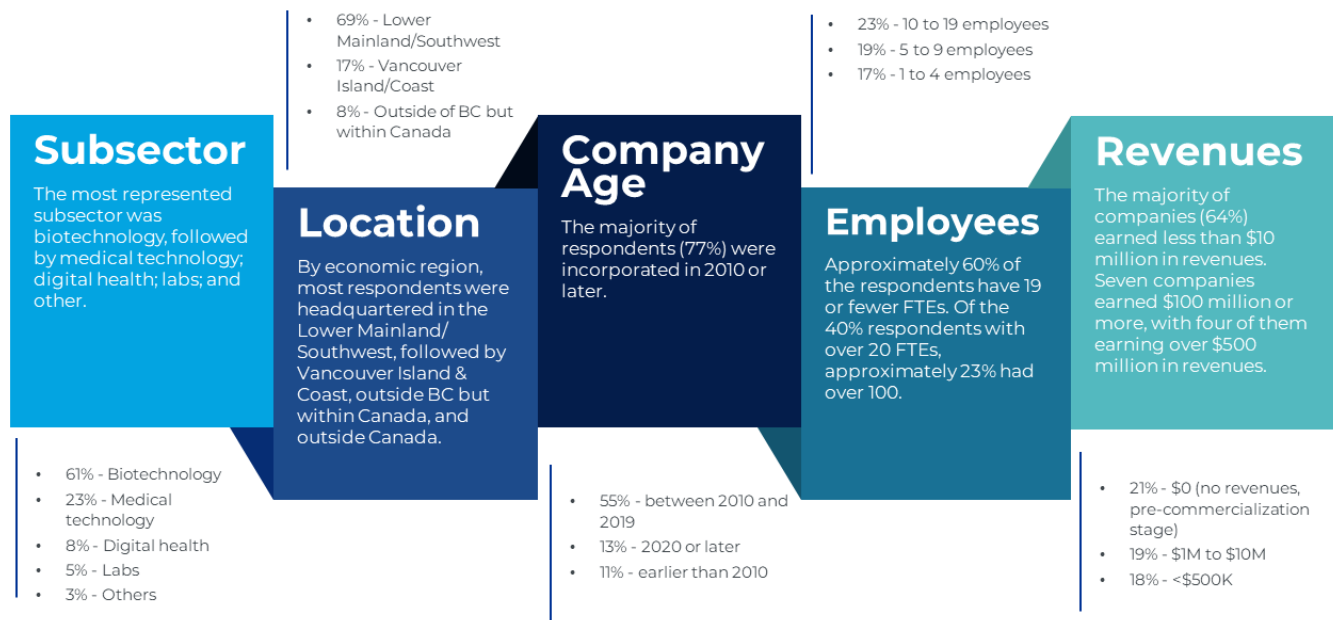 Subsector
The most represented
subsector was
biotechnology, followed
by medical technology;
digital health; labs; and
other.
• 61% - Biotechnology
• 23% - Medical
technology
• 8% - Digital health
• 5% - Labs
• 3% - Others
• 69% - Lower
Mainland/Southwest
• 17% - Vancouver
Island/Coast
• 8% - Outside of BC but
within Canada
Location
By economic region,
most respondents were
headquartered in the
Lower Mainland/
Southwest, followed by
Vancouver Island &
Coast, outside BC but
within Canada, and
outside Canada.
Company
Age
The majority of
respondents (77%) were
incorporated in 2010 or
later.
• 55% - between 2010 and
2019
• 13% - 2020 or later
• 11% - earlier than 2010
• 23% - 10 to 19 employees
• 19% - 5 to 9 employees
• 17% - 1 to 4 employees
Employees
Approximately 60% of
the respondents have 19
or fewer FTEs. Of the
40% respondents with
over 20 FTEs,
approximately 23% had
over 100.
Revenues
The majority of
companies (64%)
earned less than $10
million in revenues.
Seven companies
earned $100 million or
more, with four of them
earning over $500
million in revenues.
• 21% - $0 (no revenues,
pre-commercialization
stage)
• 19% - $1M to $10M
• 18% - <$500K